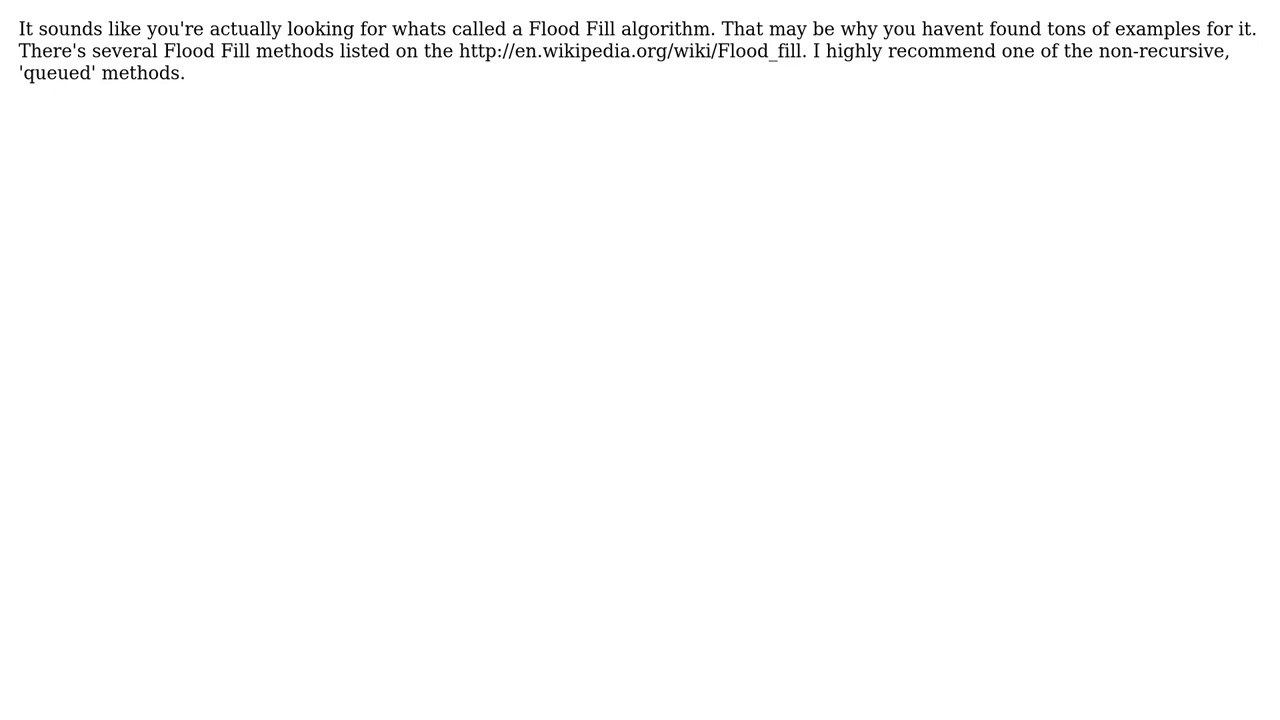 It sounds like you're actually looking for whats called a Flood Fill algorithm. That may be why you havent found tons of examples for it.
There's several Flood Fill methods listed on the http://en.wikipedia.org/wiki/Flood_fill. I highly recommend one of the non-recursive,
'queued' methods.